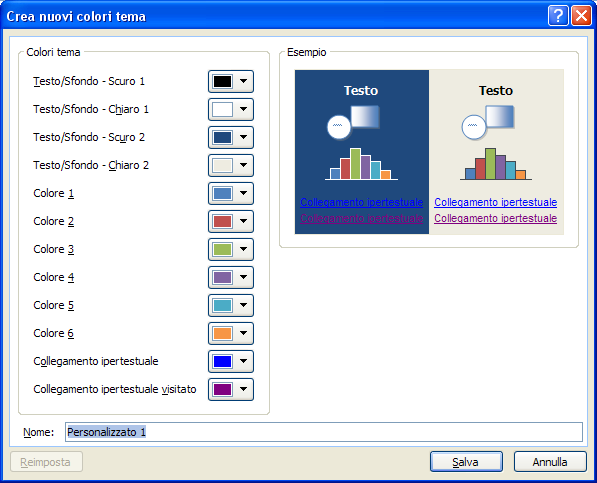 Crea nuovi colori tema
Colori tema
Testo/Sfondo - Scuro 1
Testo/Sfondo - Chiaro 1
Testo/Sfondo - Scuro 2
Testo/Sfondo - Chiaro 2
Colore 1
Colore 2
Colore 3
Colore 4
Colore 5
Colore 6
Collegamento ipertestuale
Collegamento ipertestuale visitato
Esempio
Testo
Collegamento ipertestuale
Collegamento ipertestuale
Testo
Collegamento ipertestuale
Collegamento ipertestuale
Nome: Personalizzato 1
Reimposta
Salva
Annulla